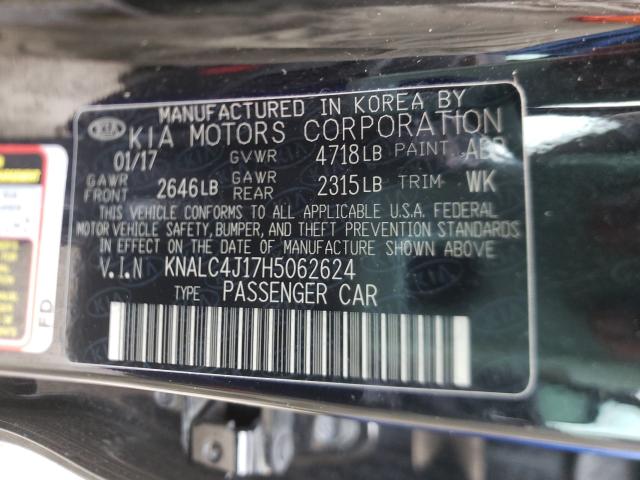 MANUFACTURED IN KOREA BY
KIA KIA MOTORS CORPORATION
01/17 GVWR 4718LB PAINT ABP
GAWR FRONT 2646LB GAWR REAR 2315LB TRIM WK
THIS VEHICLE CONFORMS TO ALL APPLICABLE U.S.A. FEDERAL
MOTOR VEHICLE SAFETY, BUMPER, AND THEFT PREVENTION STANDARDS
IN EFFECT ON THE DATE OF MANUFACTURE SHOWN ABOVE
V.I.N KNALC4J17H5062624
TYPE PASSENGER CAR
FD